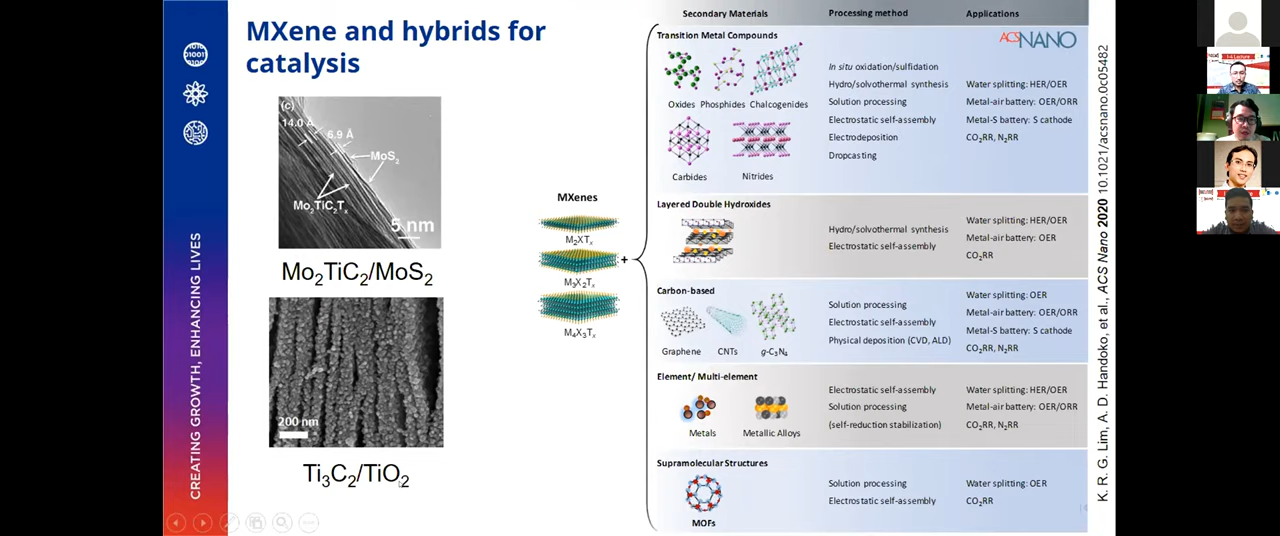 MXene and hybrids for
catalysis
(c)
14.0 Å
6.9 Å
MoS2
Mo2TiC2Tx
5 nm
Mo2TiC2/MoS2
200 nm
Ti3C2/TiO2
CREATING GROWTH, ENHANCING LIVES
MXenes
M2XTx
M3X2Tx
M4X3Tx
+
Secondary Materials
Processing method
Applications
ACSNANO
Transition Metal Compounds
Oxides Phosphides Chalcogenides
Carbides Nitrides
In situ oxidation/sulfidation
Hydro/solvothermal synthesis
Solution processing
Electrostatic self-assembly
Electrodeposition
Dropcasting
Water splitting: HER/OER
Metal-air battery: OER/ORR
Metal-S battery: S cathode
CO2RR, N2RR
Layered Double Hydroxides
Hydro/solvothermal synthesis
Electrostatic self-assembly
Water splitting: HER/OER
Metal-air battery: OER
CO2RR
Carbon-based
Graphene CNTs g-C3N4
Solution processing
Electrostatic self-assembly
Physical deposition (CVD, ALD)
Water splitting: OER
Metal-air battery: OER/ORR
Metal-S battery: S cathode
CO2RR, N2RR
Element/ Multi-element
Metals Metallic Alloys
Electrostatic self-assembly
Solution processing
(self-reduction stabilization)
Water splitting: HER/OER
Metal-air battery: OER/ORR
CO2RR, N2RR
Supramolecular Structures
MOFs
Solution processing
Electrostatic self-assembly
Water splitting: OER
CO2RR
K. R. G. Lim, A. D. Handoko, et al., ACS Nano 2020 10.1021/acsnano.0c05482